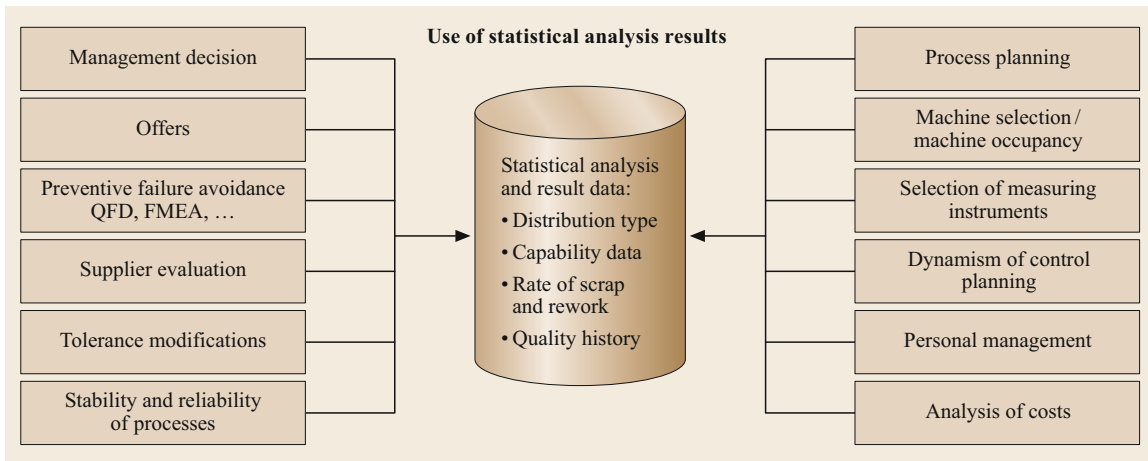 Use of statistical analysis results
Management decision
Offers
Preventive failure avoidance
QFD, FMEA, …
Supplier evaluation
Tolerance modifications
Stability and reliability
of processes
Statistical analysis
and result data:
• Distribution type
• Capability data
• Rate of scrap
and rework
• Quality history
Process planning
Machine selection /
machine occupancy
Selection of measuring
instruments
Dynamism of control
planning
Personal management
Analysis of costs